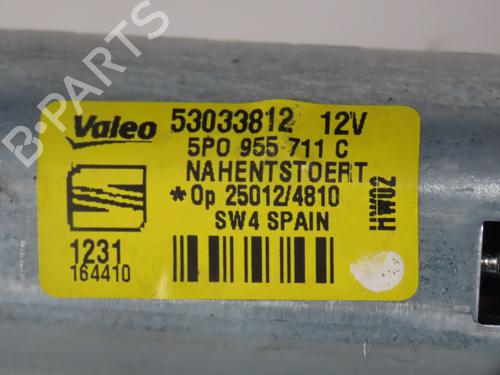 B-PARTS
Valeo 53033812 12V
5P0 955 711 C
NAHENTSTOERT
*Op 25012/4810
SW4 SPAIN
HW02
1231
164410